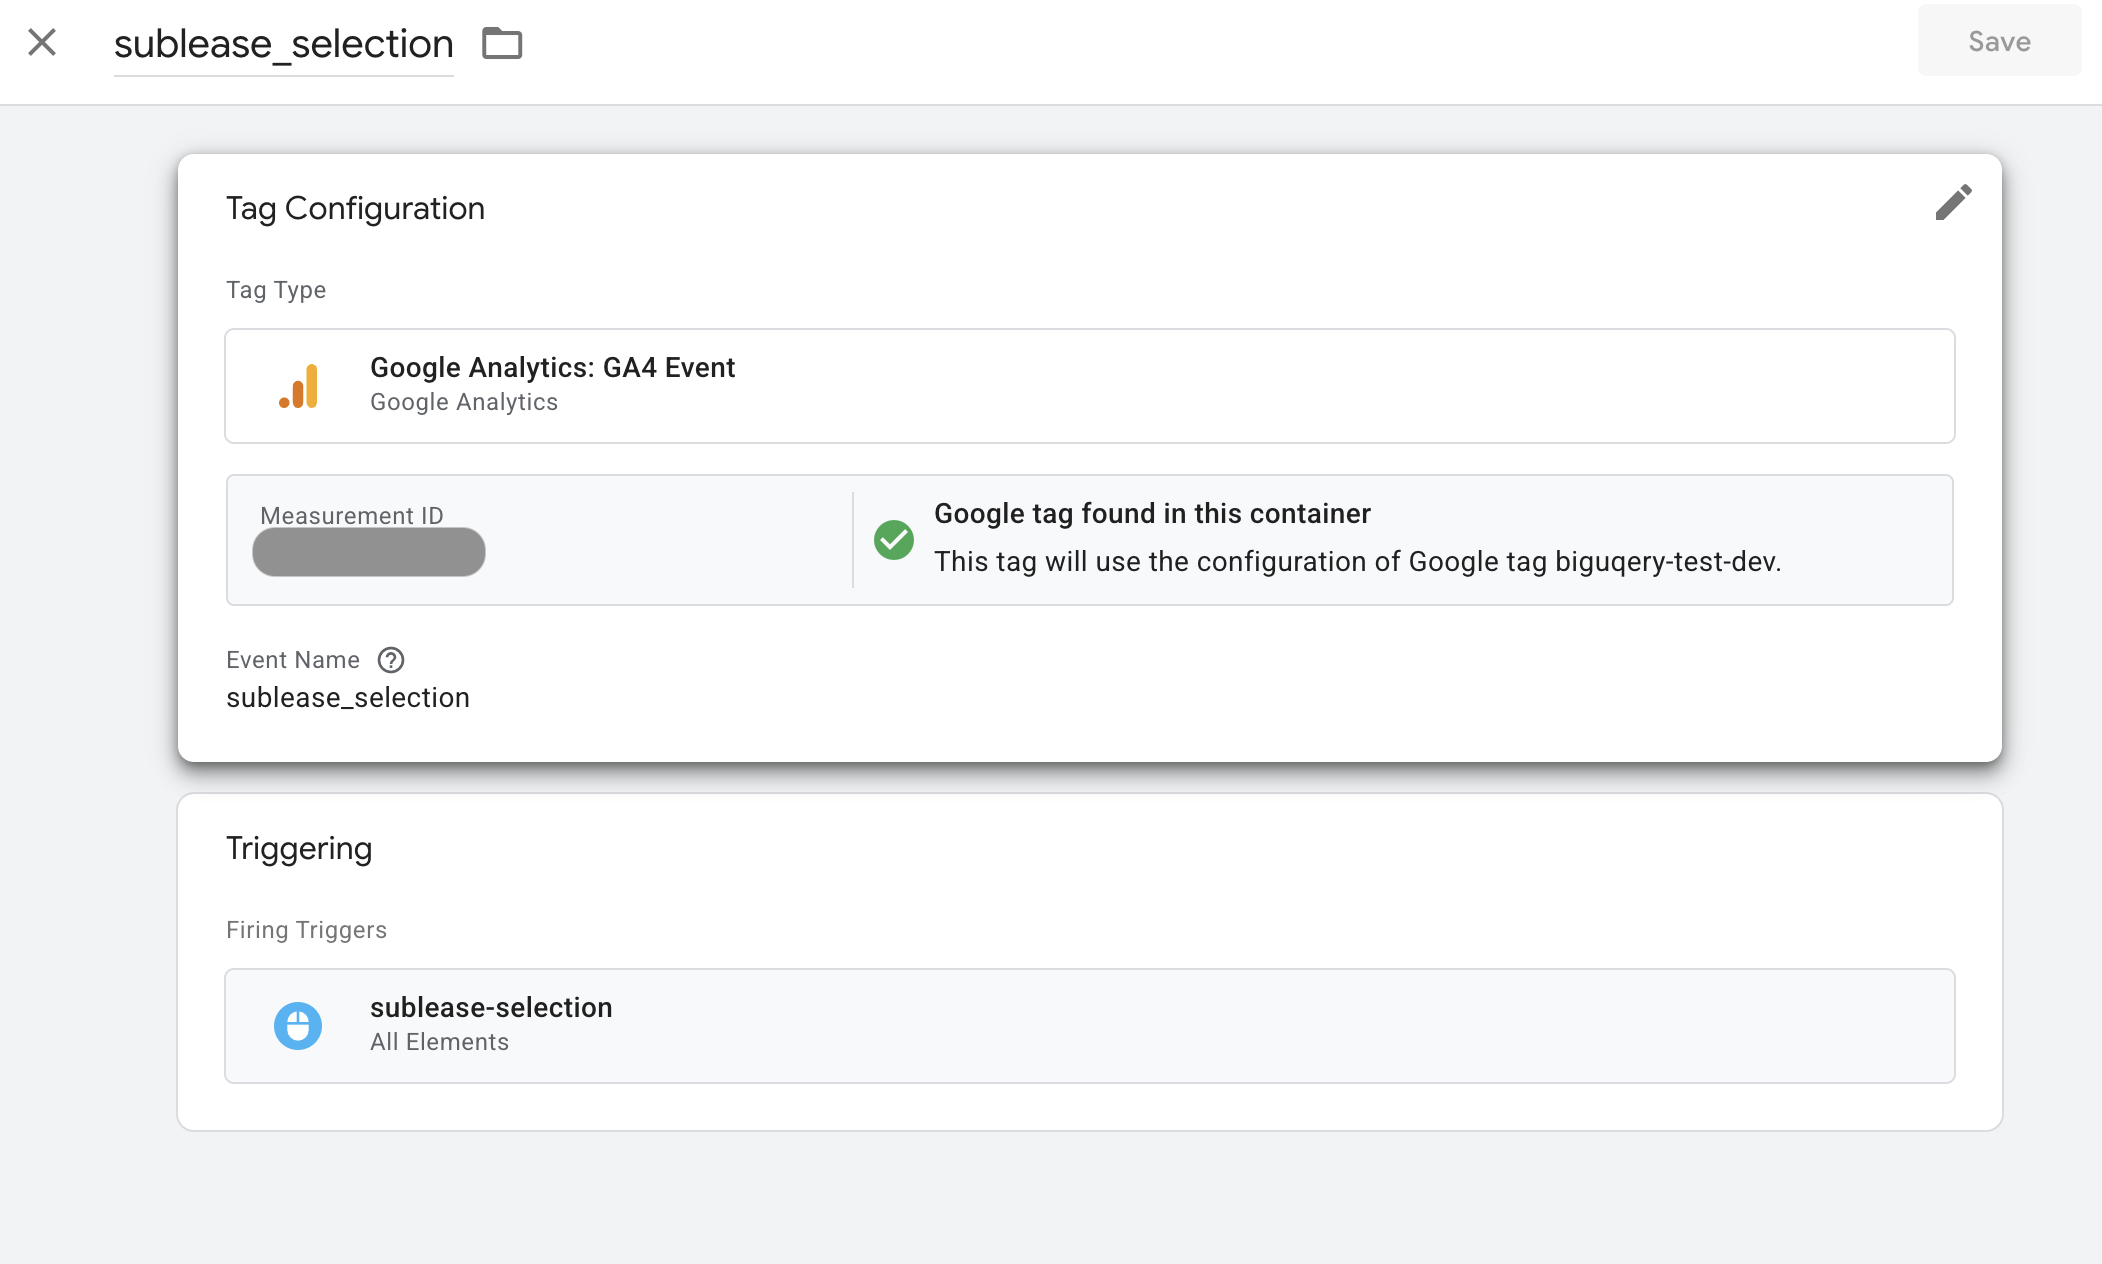 sublease_selection
Save
Tag Configuration
Tag Type
Google Analytics: GA4 Event
Google Analytics
Measurement ID
Google tag found in this container
This tag will use the configuration of Google tag biguqery-test-dev.
Event Name
sublease_selection
Triggering
Firing Triggers
sublease-selection
All Elements